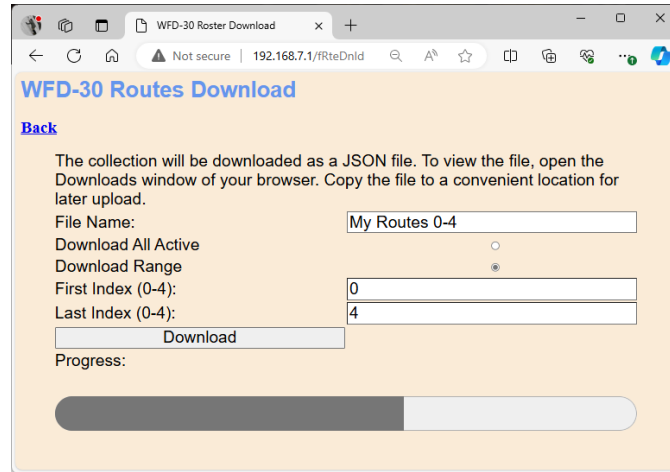 WFD-30 Roster Download
Not secure | 192.168.7.1/fRteDnld
WFD-30 Routes Download
Back
The collection will be downloaded as a JSON file. To view the file, open the
Downloads window of your browser. Copy the file to a convenient location for
later upload.
File Name: My Routes 0-4
Download All Active
Download Range
First Index (0-4): 0
Last Index (0-4): 4
Download
Progress: